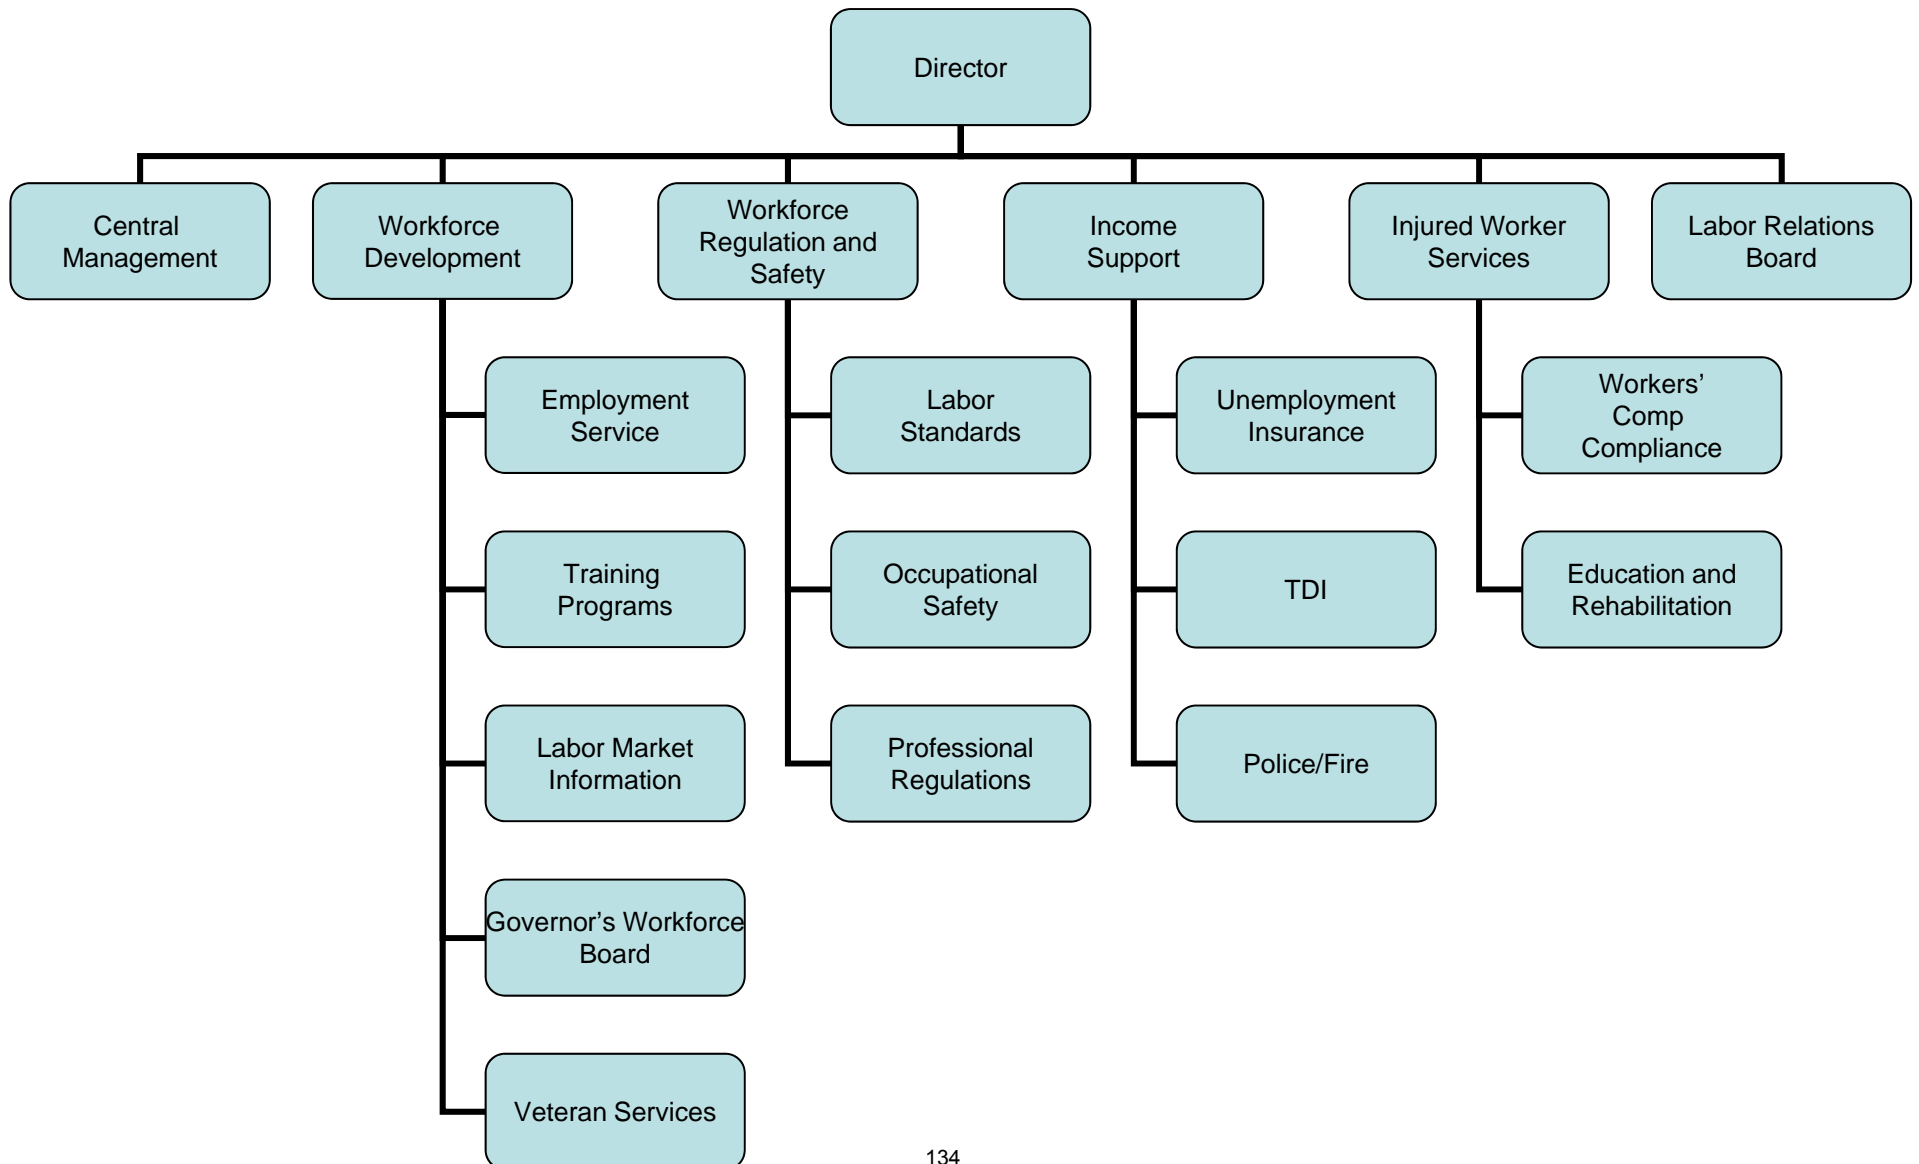 Director
Central
Management
Workforce
Development
Workforce
Regulation and
Safety
Income
Support
Injured Worker
Services
Labor Relations
Board
Employment
Service
Labor
Standards
Unemployment
Insurance
Workers’
Comp
Compliance
Training
Programs
Occupational
Safety
TDI
Education and
Rehabilitation
Labor Market
Information
Professional
Regulations
Police/Fire
Governor’s Workforce
Board
Veteran Services
134